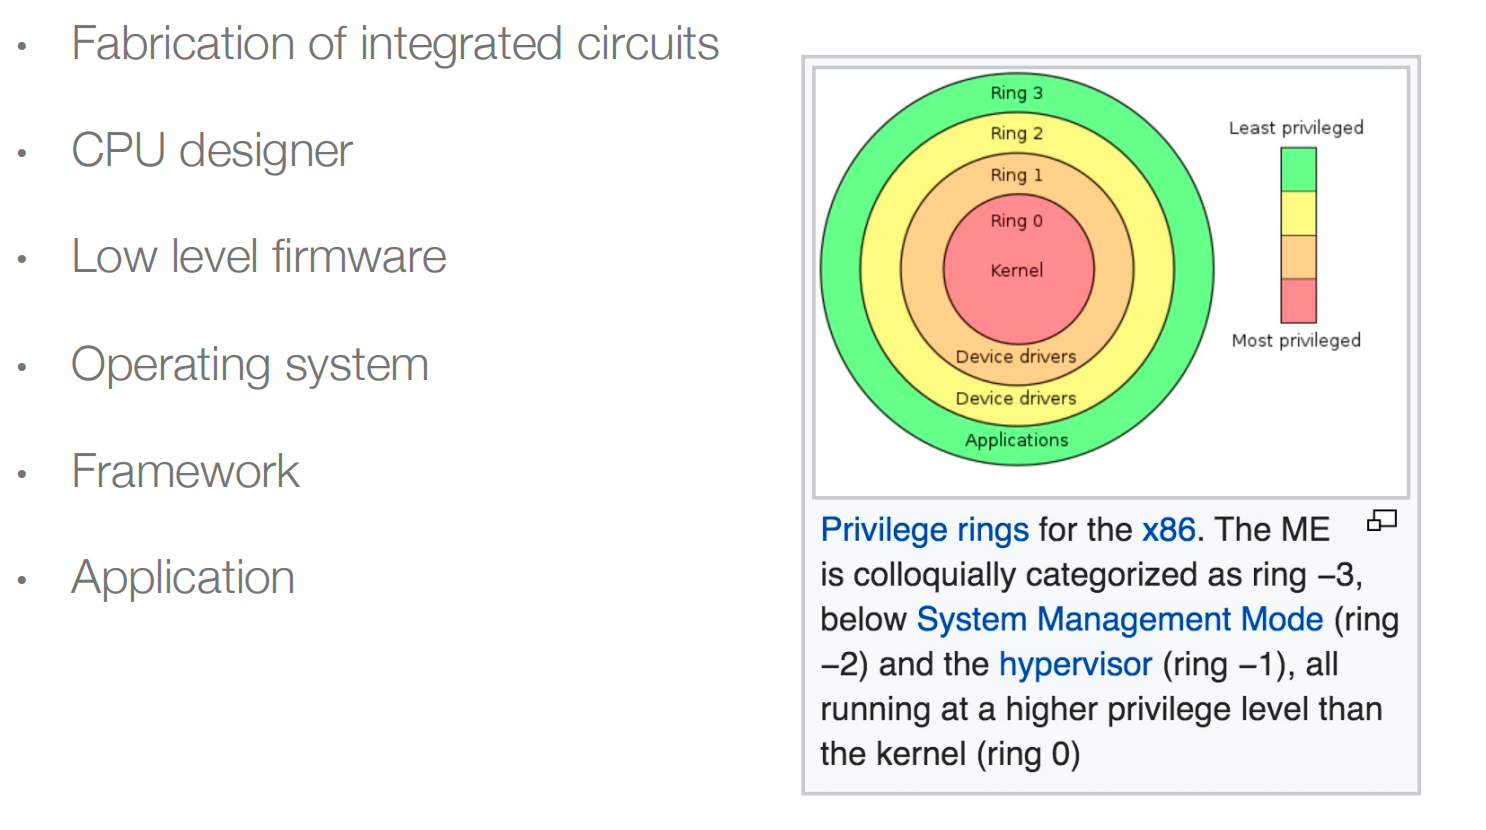 • Fabrication of integrated circuits
• CPU designer
• Low level firmware
• Operating system
• Framework
• Application
Ring 3
Ring 2
Ring 1
Ring 0
Kernel
Device drivers
Device drivers
Applications
Least privileged
Most privileged
Privilege rings for the x86. The ME
is colloquially categorized as ring −3,
below System Management Mode (ring
−2) and the hypervisor (ring −1), all
running at a higher privilege level than
the kernel (ring 0)